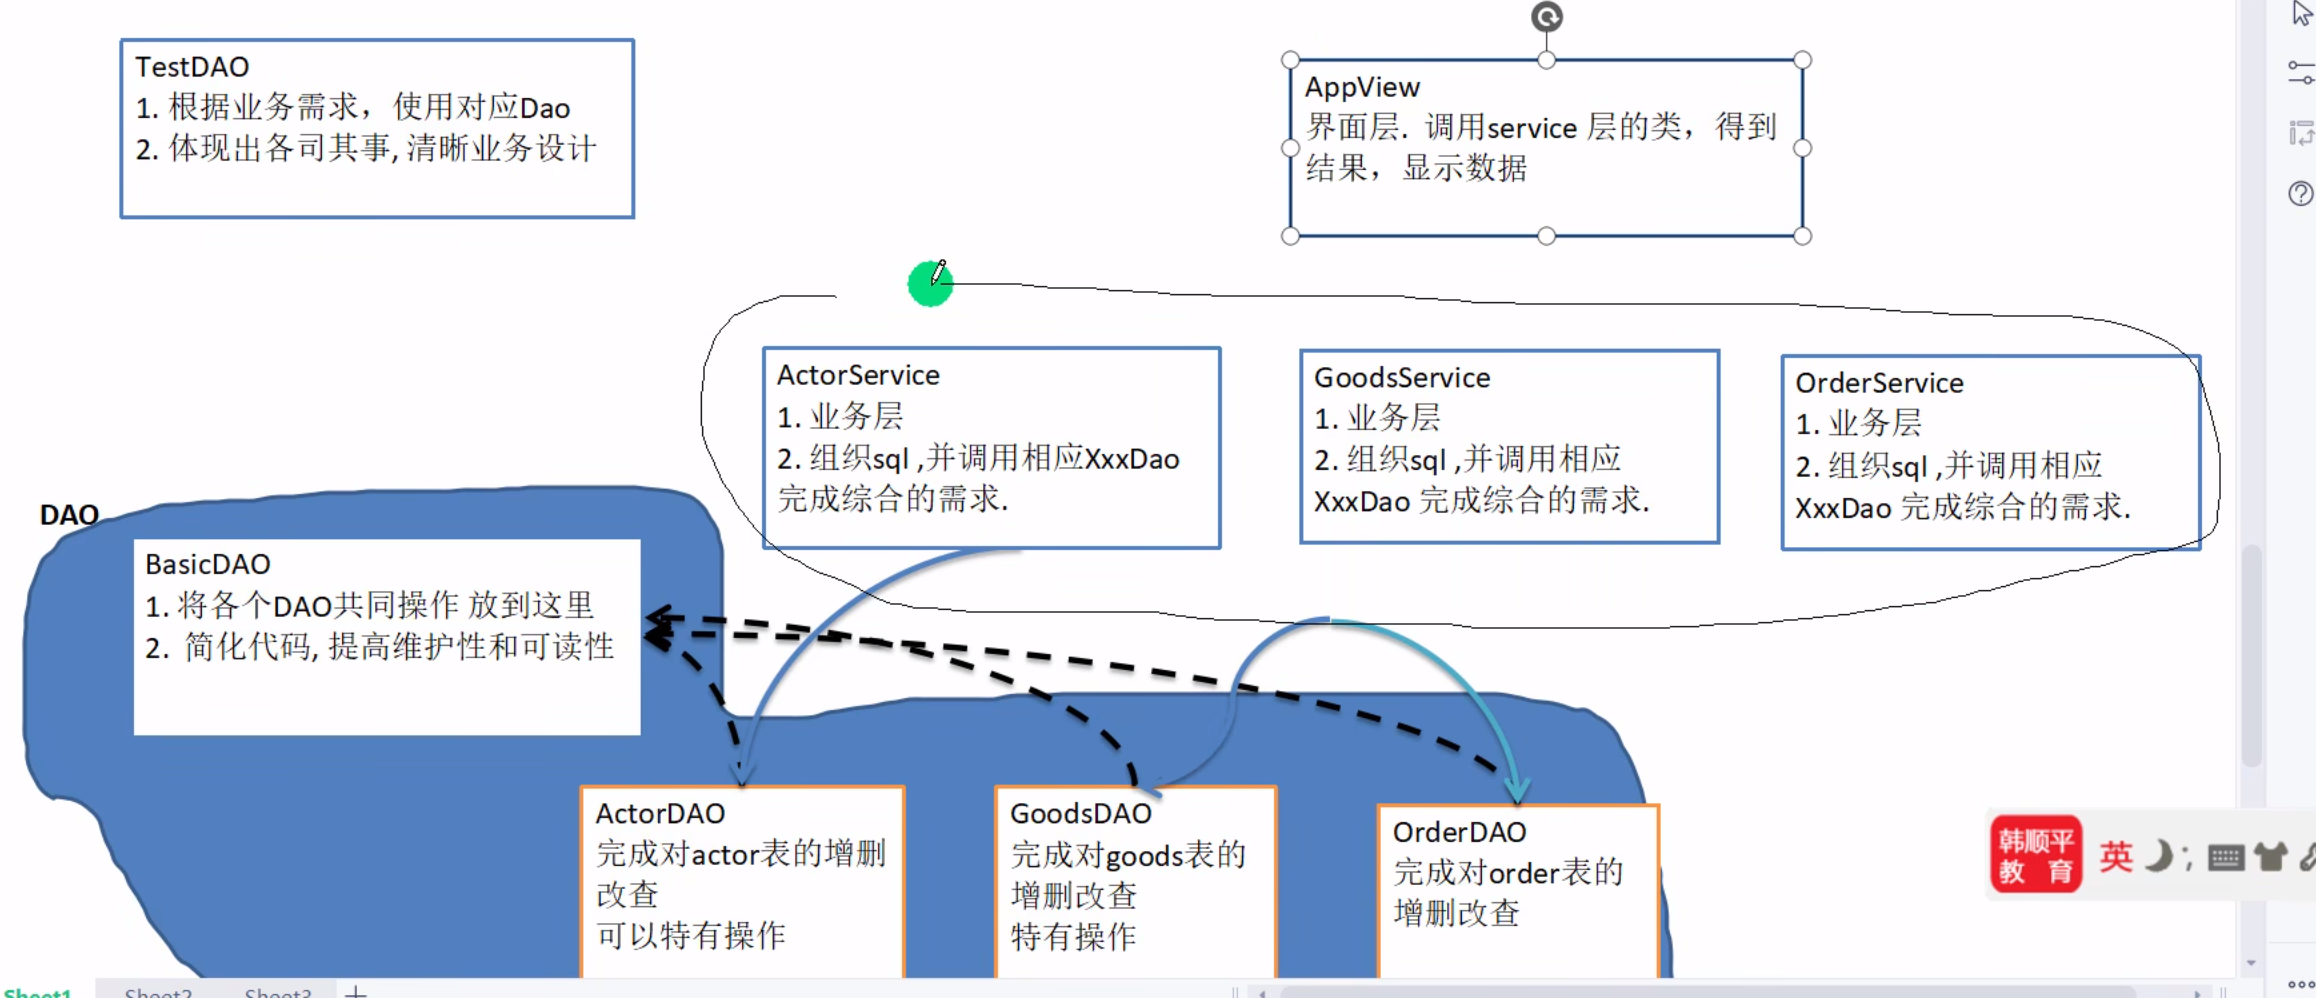 TestDAO
1. 根据业务需求，使用对应Dao
2. 体现出各司其事, 清晰业务设计
AppView
界面层. 调用service 层的类，得到
结果，显示数据
ActorService
1. 业务层
2. 组织sql ,并调用相应XxxDao
完成综合的需求.
GoodsService
1. 业务层
2. 组织sql ,并调用相应
XxxDao 完成综合的需求.
OrderService
1. 业务层
2. 组织sql ,并调用相应
XxxDao 完成综合的需求.
DAO
BasicDAO
1. 将各个DAO共同操作 放到这里
2. 简化代码, 提高维护性和可读性
ActorDAO
完成对actor表的增删
改查
可以特有操作
GoodsDAO
完成对goods表的
增删改查
特有操作
OrderDAO
完成对order表的
增删改查
韩顺平
教 育
英
Sheet1
Sheet2
Sheet3